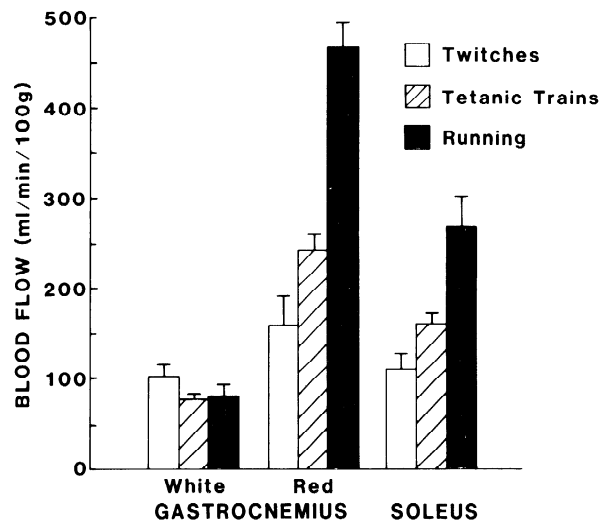 BLOOD FLOW (ml/min/100g)
500
400
300
200
100
0
Twitches
Tetanic Trains
Running
White Red
GASTROCNEMIUS SOLEUS